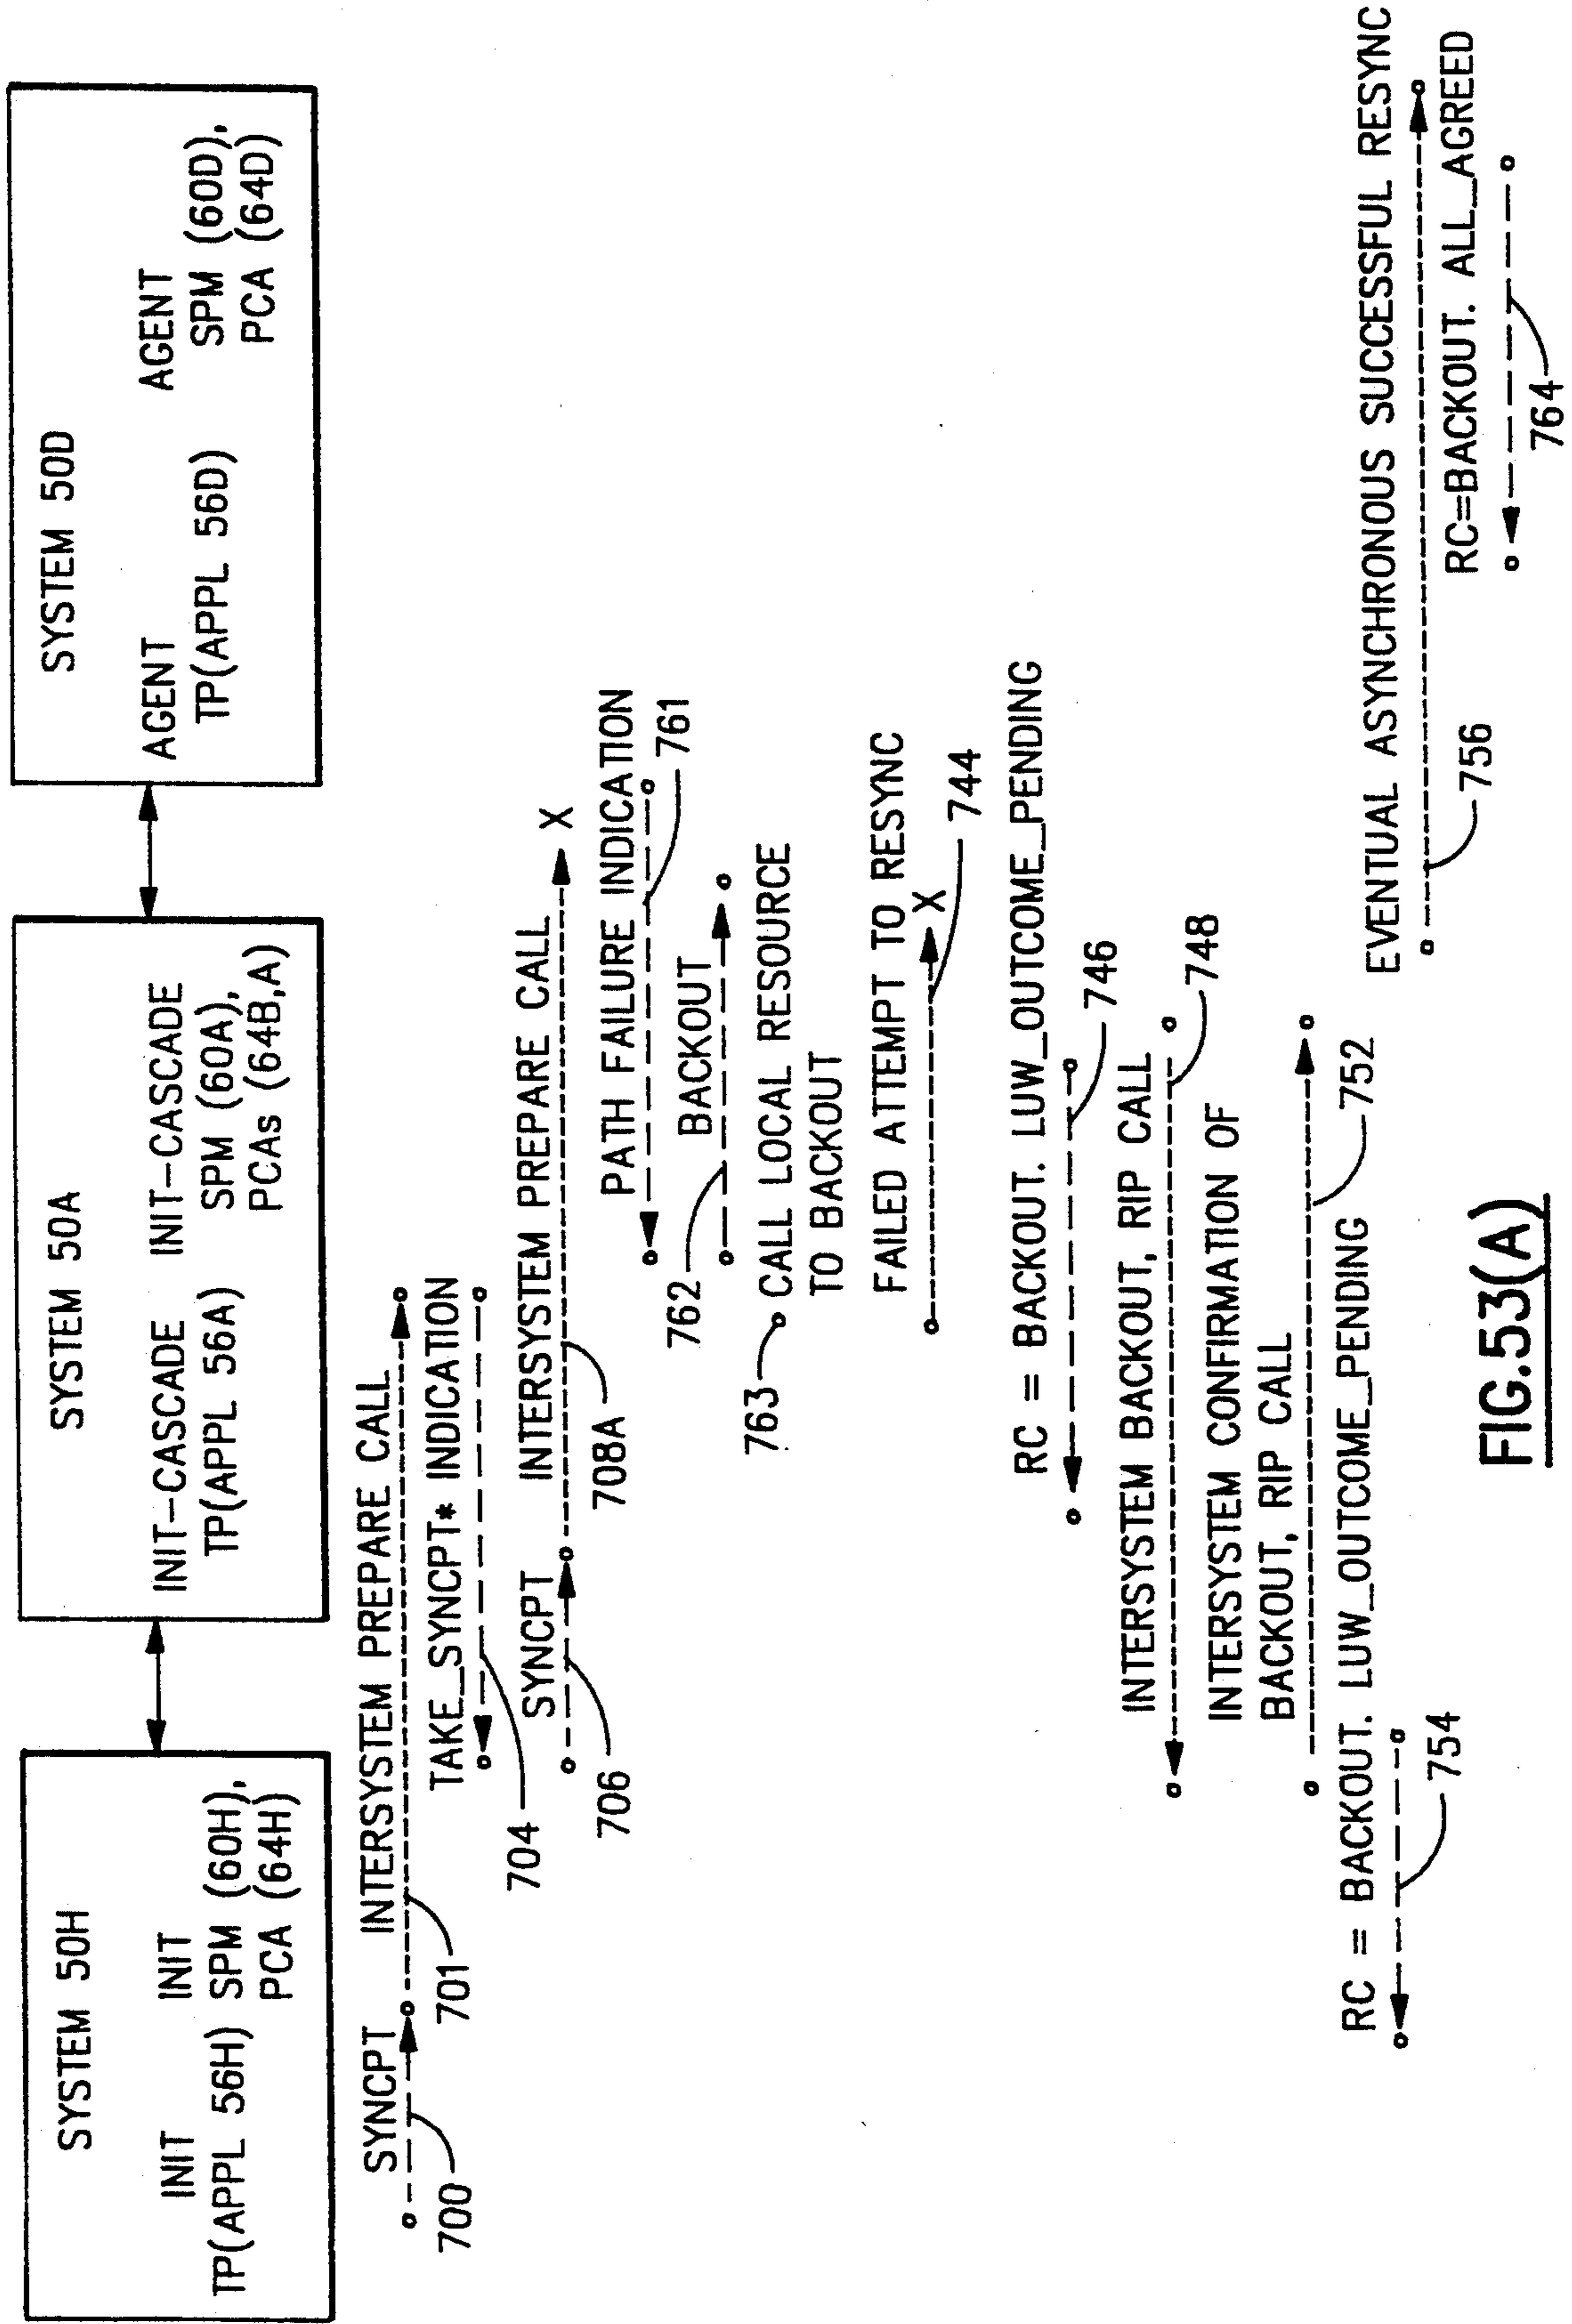 SYSTEM 50H
INIT INIT
TP(APPL 56H) SPM (60H),
PCA (64H)
SYSTEM 50A
INIT-CASCADE INIT-CASCADE
TP(APPL 56A) SPM (60A),
PCAs (64B,A)
SYSTEM 50D
AGENT AGENT
TP(APPL 56D) SPM (60D),
PCA (64D)
SYNCPT INTERSYSTEM PREPARE CALL
700
701
TAKE_SYNCPT* INDICATION
704
SYNCPT INTERSYSTEM PREPARE CALL
X
706
708A
PATH FAILURE INDICATION
761
BACKOUT
762
763 CALL LOCAL RESOURCE
TO BACKOUT
FAILED ATTEMPT TO RESYNC
X
744
RC = BACKOUT. LUW_OUTCOME_PENDING
746
INTERSYSTEM BACKOUT, RIP CALL
748
INTERSYSTEM CONFIRMATION OF
BACKOUT, RIP CALL
752
RC = BACKOUT. LUW_OUTCOME_PENDING
754
EVENTUAL ASYNCHRONOUS SUCCESSFUL RESYNC
756
RC=BACKOUT. ALL_AGREED
764
FIG.53(A)